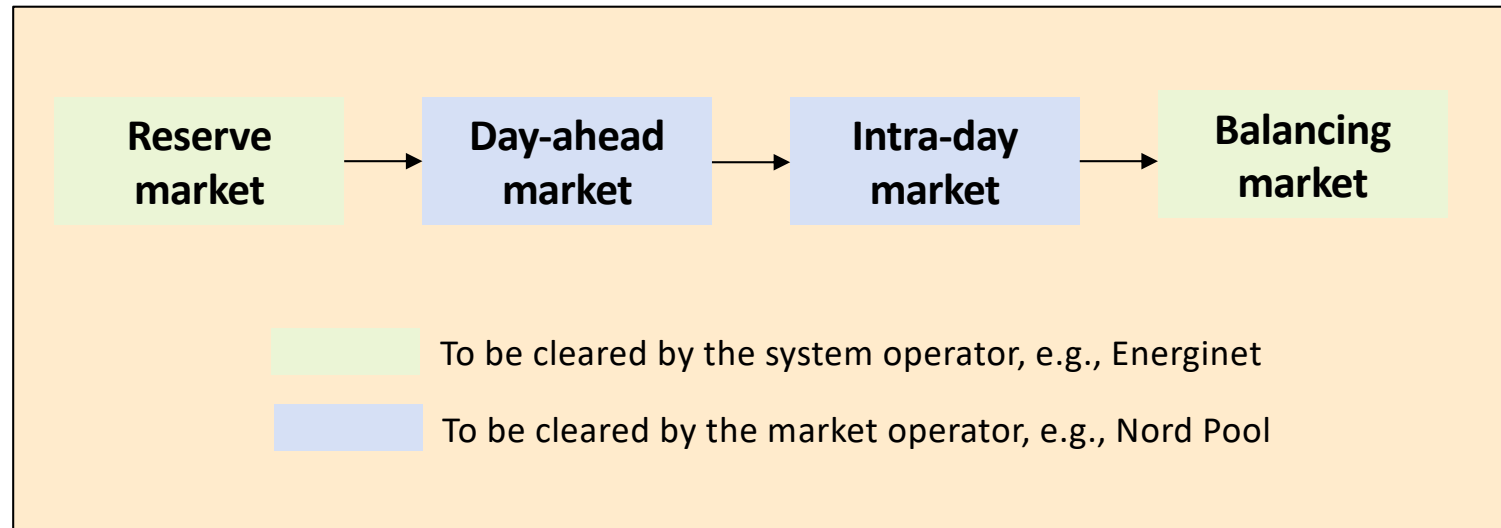 Reserve
market
Day-ahead
market
Intra-day
market
Balancing
market
To be cleared by the system operator, e.g., Energinet
To be cleared by the market operator, e.g., Nord Pool